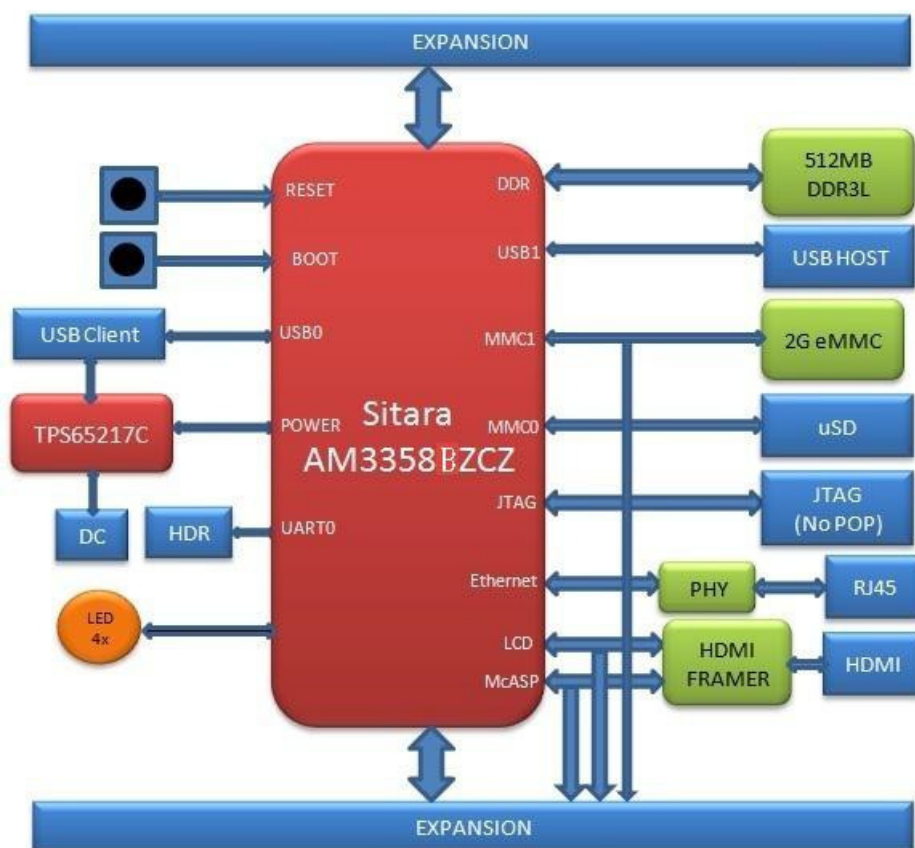 EXPANSION
RESET
BOOT
USB Client
USB0
TPS65217C
POWER
DC
HDR
UART0
LED
4x
Sitara
AM3358BZCZ
DDR
512MB
DDR3L
USB1
USB HOST
MMC1
2G eMMC
MMC0
uSD
JTAG
JTAG
(No POP)
Ethernet
PHY
RJ45
LCD
McASP
HDMI
FRAMER
HDMI
EXPANSION